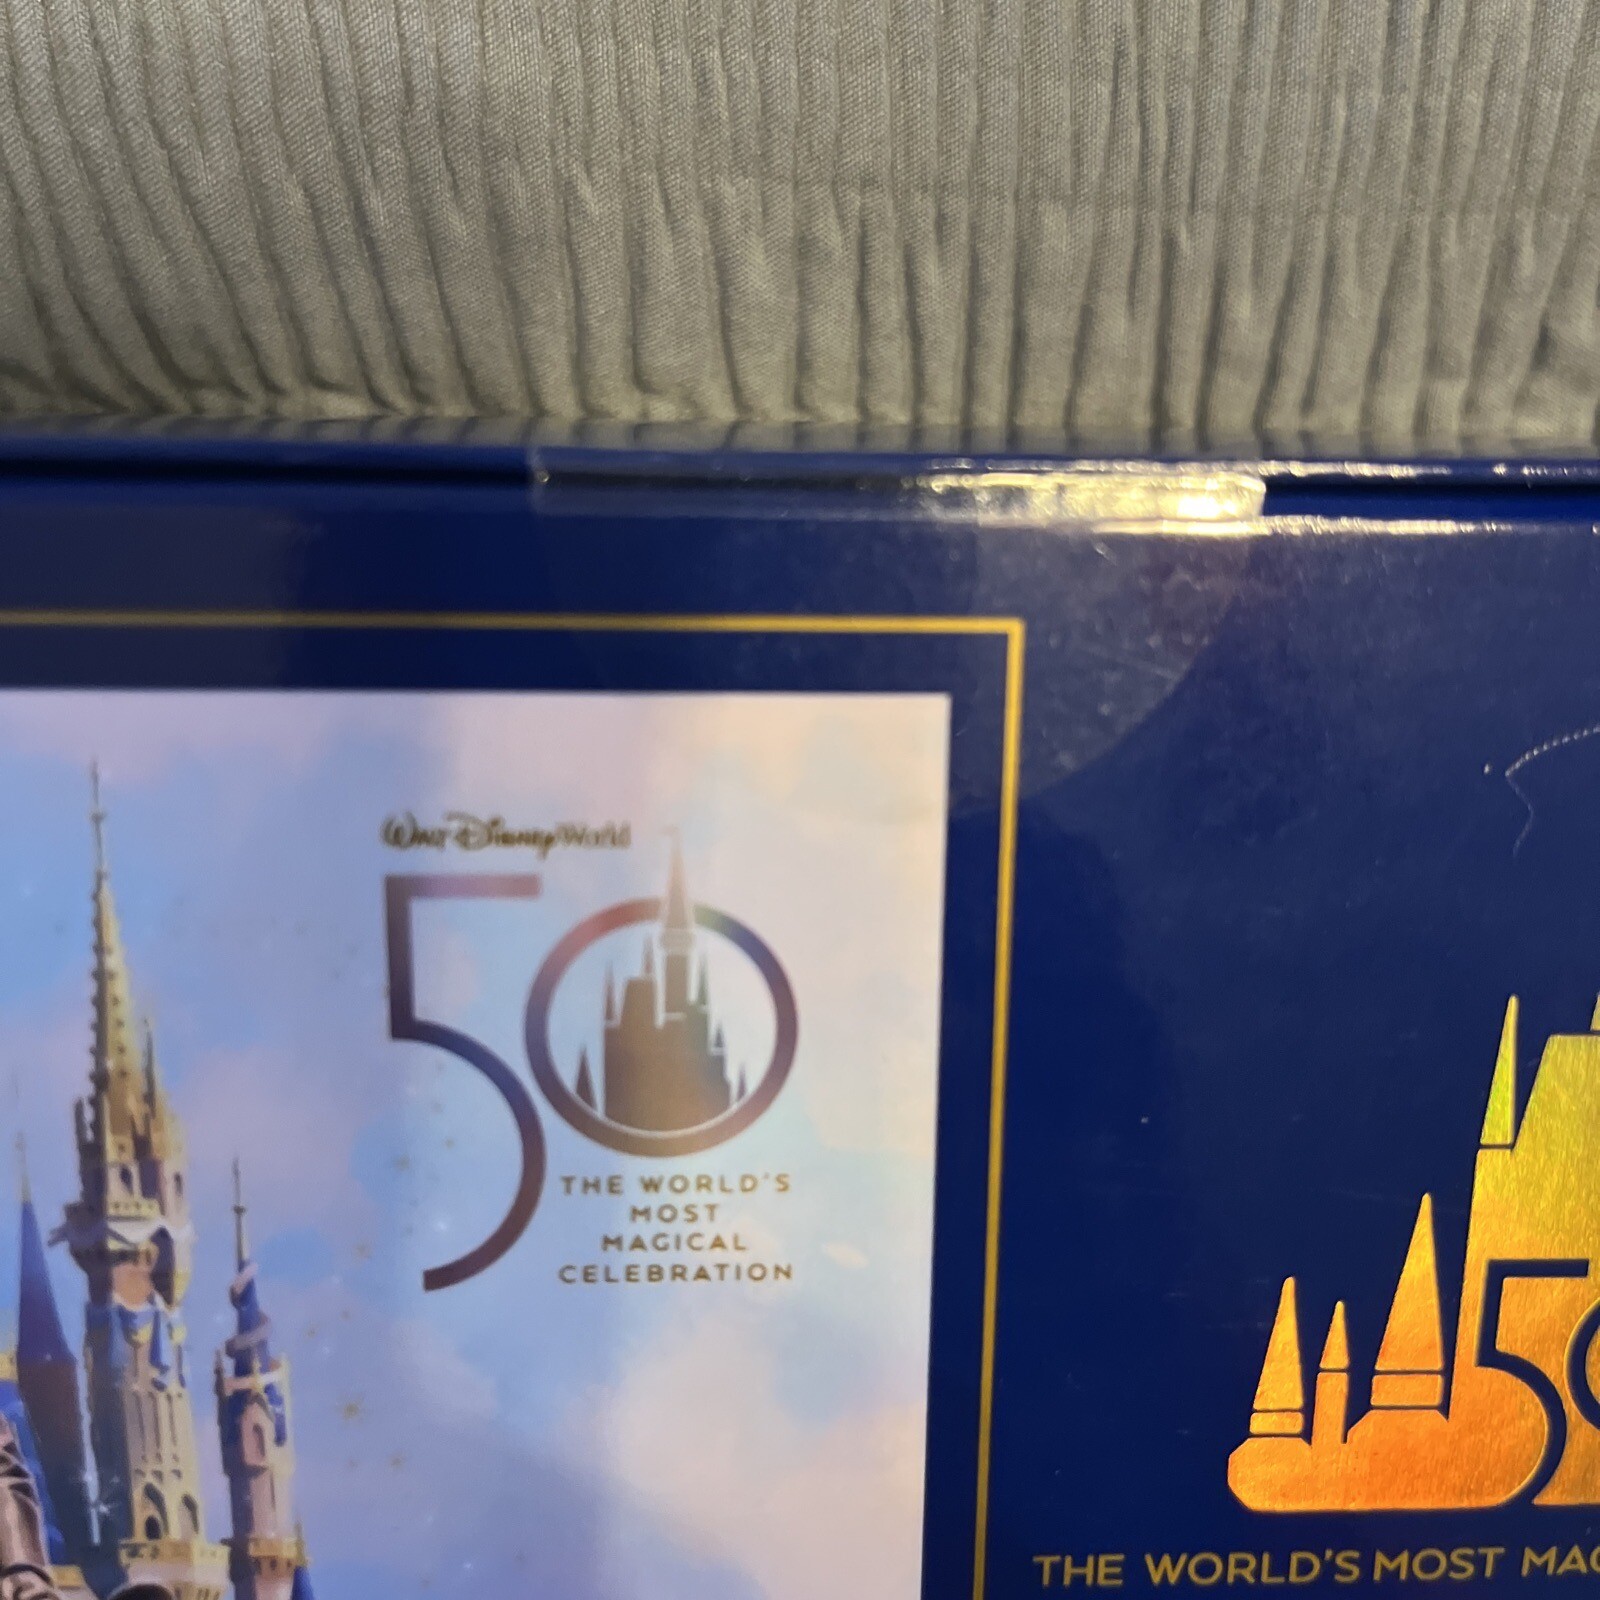 Walt Disney World
50
THE WORLD'S
MOST
MAGICAL
CELEBRATION
50
THE WORLD'S MOST MAG